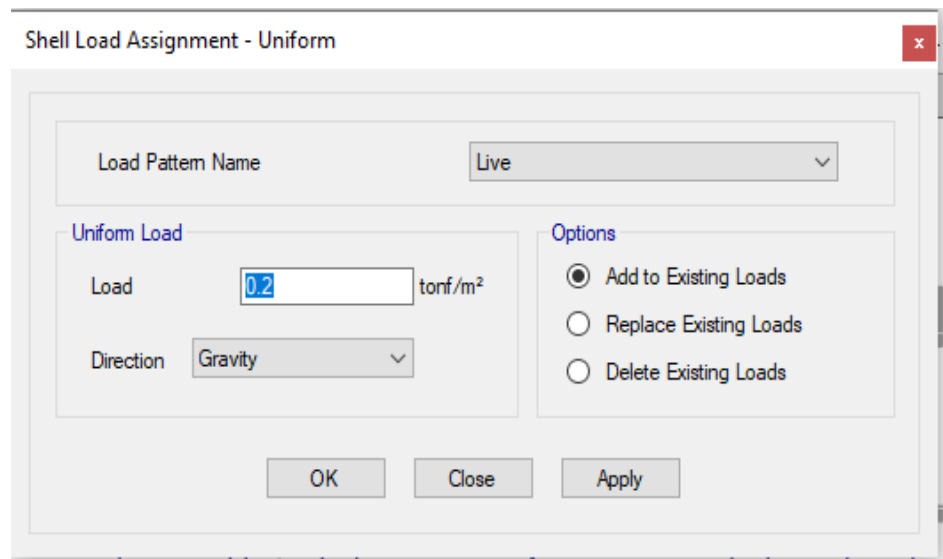 Shell Load Assignment - Uniform
x
Load Pattern Name
Live
Uniform Load
Load
0.2
tonf/m²
Direction
Gravity
Options
Add to Existing Loads
Replace Existing Loads
Delete Existing Loads
OK
Close
Apply